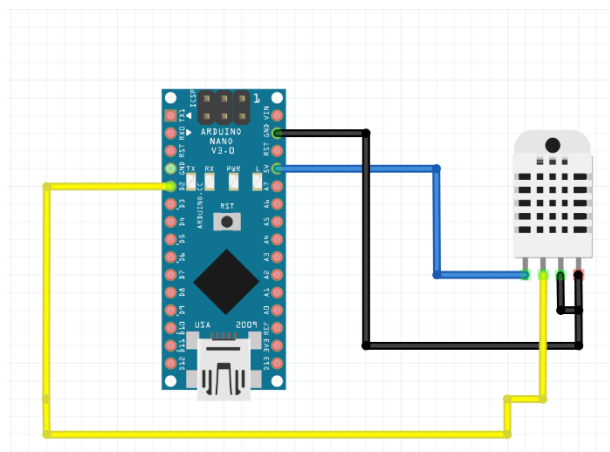 ICSP
1
TX1
RX0
RST
GND
D2
D3
D4
D5
D6
D7
D8
D9
D10
D11
D12
ARDUINO
NANO
V3.0
TX RX PWR L
ARDUINO.CC
RST
USA 2009
VIN
GND
RST
5V
A7
A6
A5
A4
A3
A2
A1
A0
REF
3V3
D13